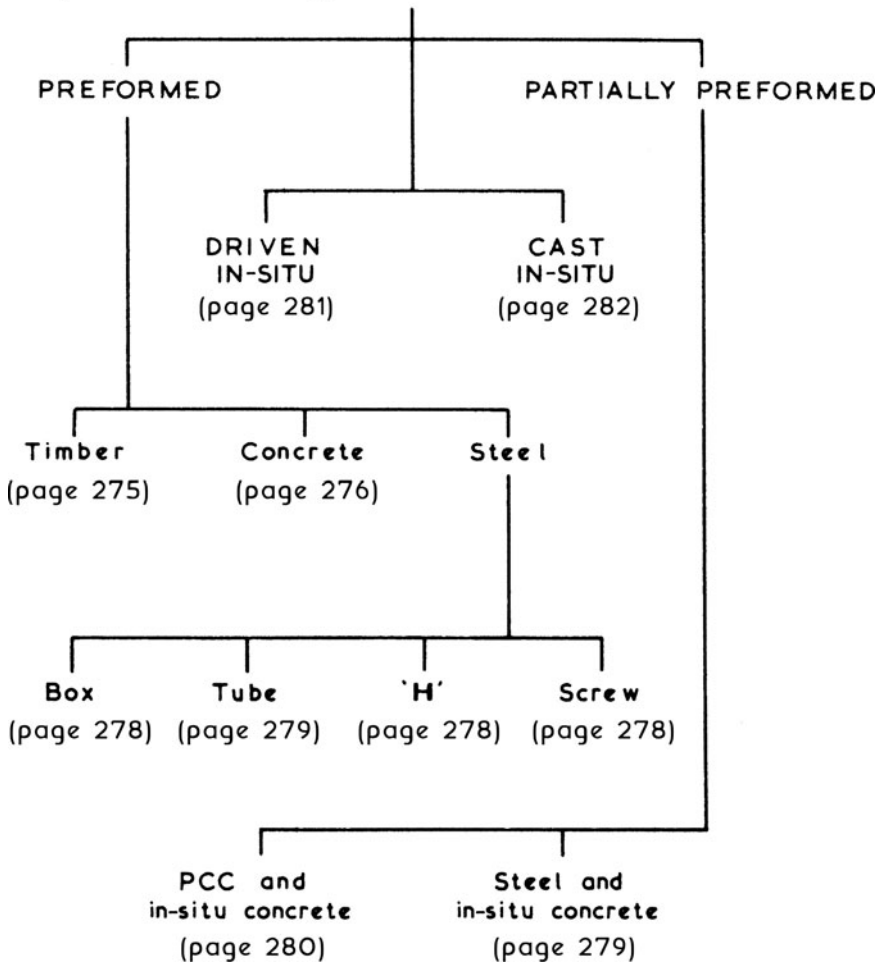 PREFORMED
PARTIALLY PREFORMED
DRIVEN
IN-SITU
(page 281)
CAST
IN-SITU
(page 282)
Timber
(page 275)
Concrete
(page 276)
Steel
Box
(page 278)
Tube
(page 279)
'H'
(page 278)
Screw
(page 278)
PCC and
in-situ concrete
(page 280)
Steel and
in-situ concrete
(page 279)